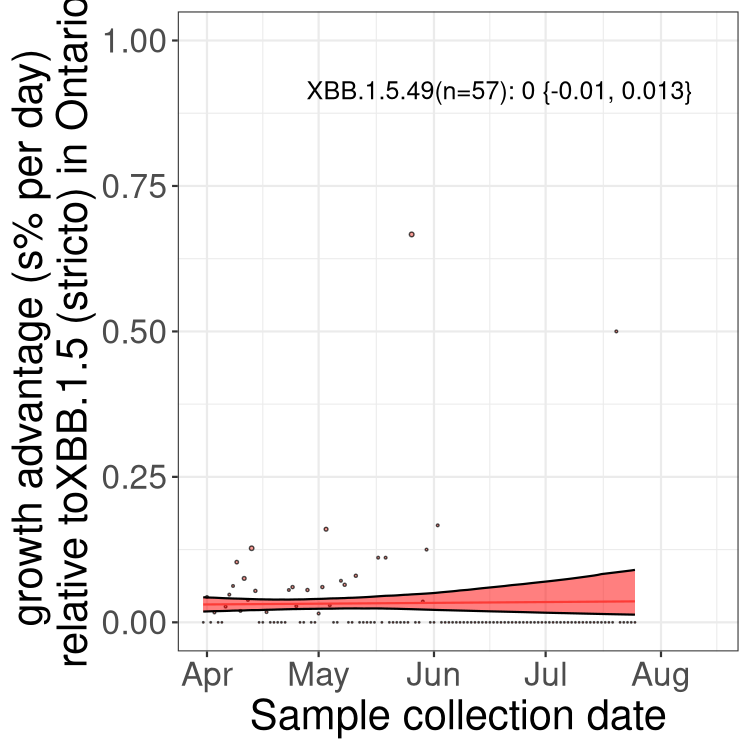 growth advantage (s% per day)
relative toXBB.1.5 (stricto) in Ontario
1.00
0.75
0.50
0.25
0.00
XBB.1.5.49(n=57): 0 {-0.01, 0.013}
Apr May Jun Jul Aug
Sample collection date